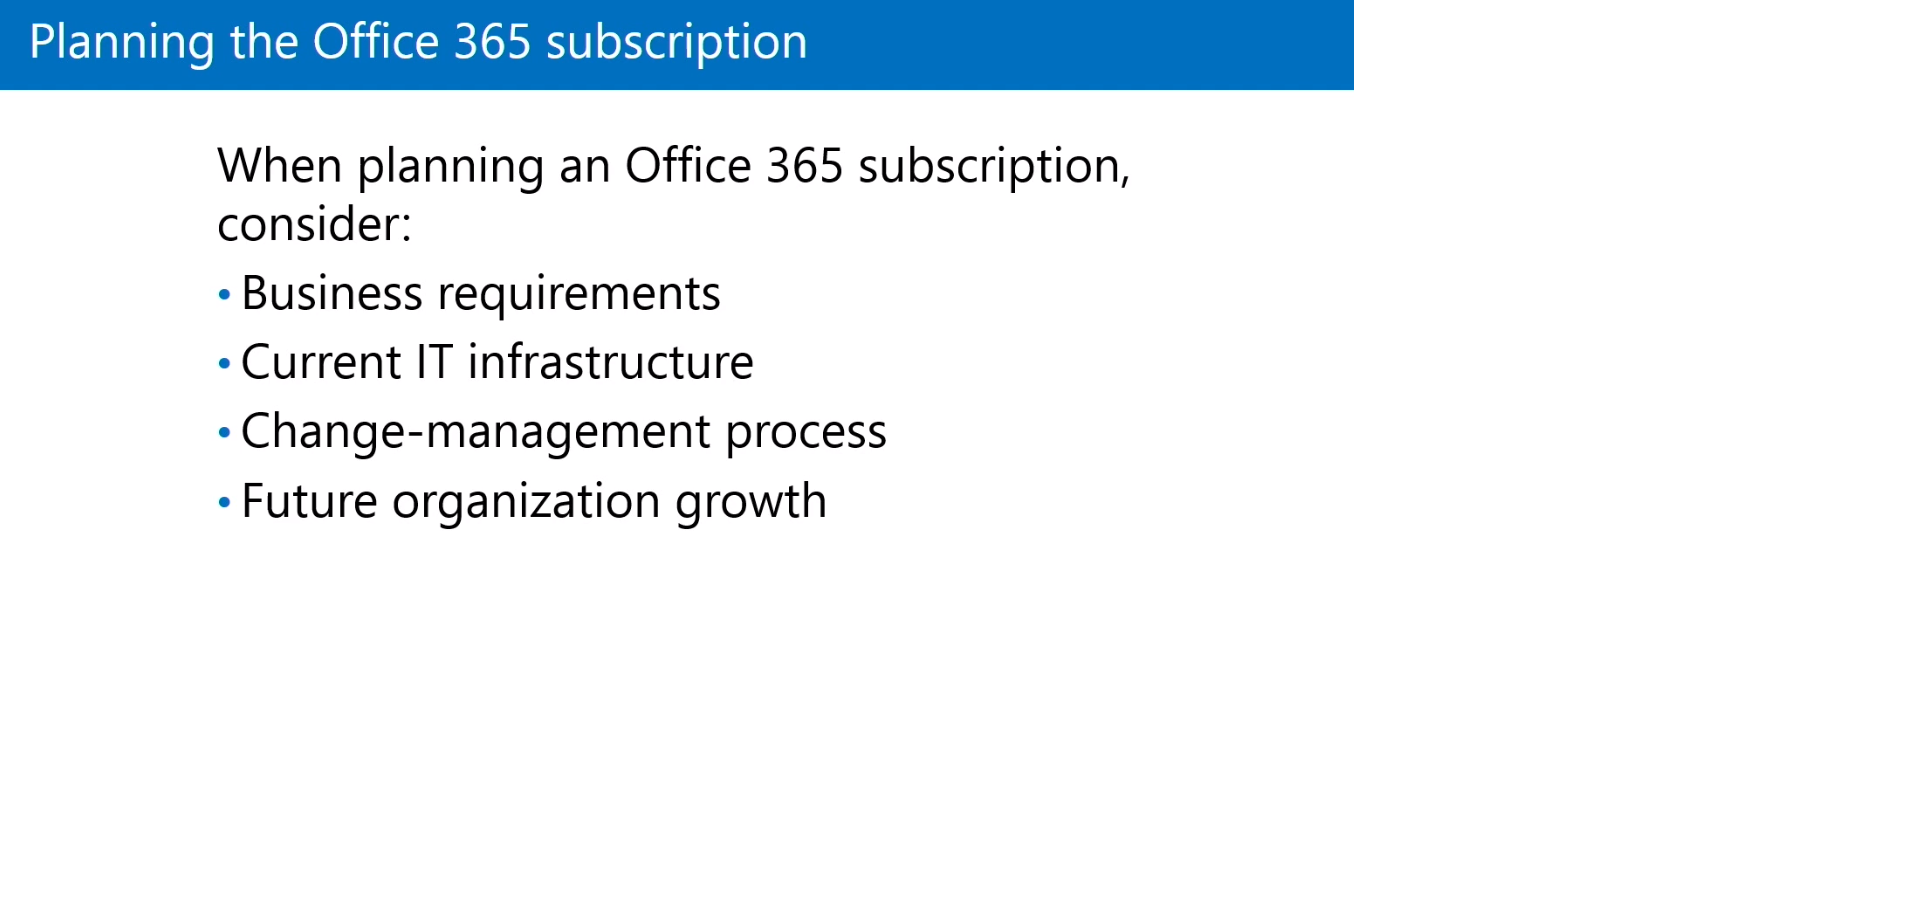 Planning the Office 365 subscription
When planning an Office 365 subscription,
consider:
• Business requirements
• Current IT infrastructure
• Change-management process
• Future organization growth